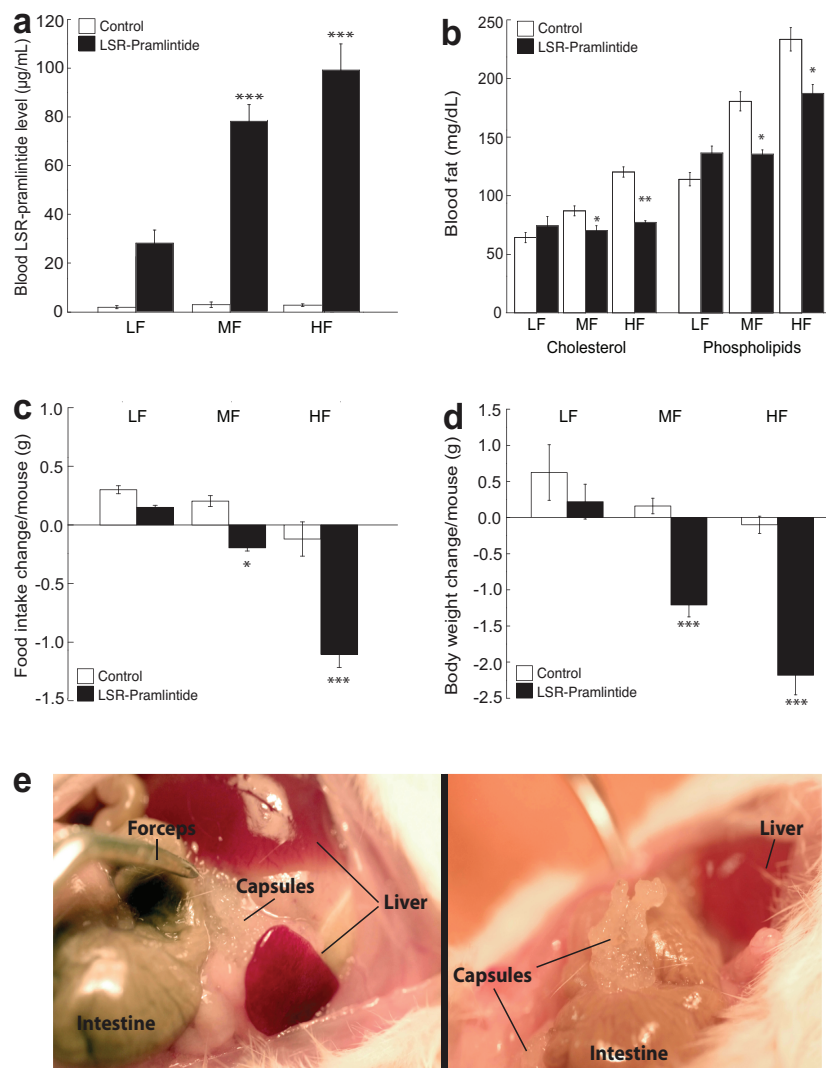 a
Control
LSR-Pramlintide
Blood LSR-pramlintide level (µg/mL)
120
100
80
60
40
20
0
***
***
LF
MF
HF
b
Control
LSR-Pramlintide
Blood fat (mg/dL)
250
200
150
100
50
0
*
**
*
*
LF
MF
HF
LF
MF
HF
Cholesterol
Phospholipids
c
LF
MF
HF
Food intake change/mouse (g)
1.0
0.5
0.0
-0.5
-1.0
-1.5
*
***
Control
LSR-Pramlintide
d
LF
MF
HF
Body weight change/mouse (g)
1.5
1.0
0.5
0.0
-0.5
-1.0
-1.5
-2.0
-2.5
***
***
Control
LSR-Pramlintide
e
Forceps
Capsules
Liver
Intestine
Liver
Capsules
Intestine